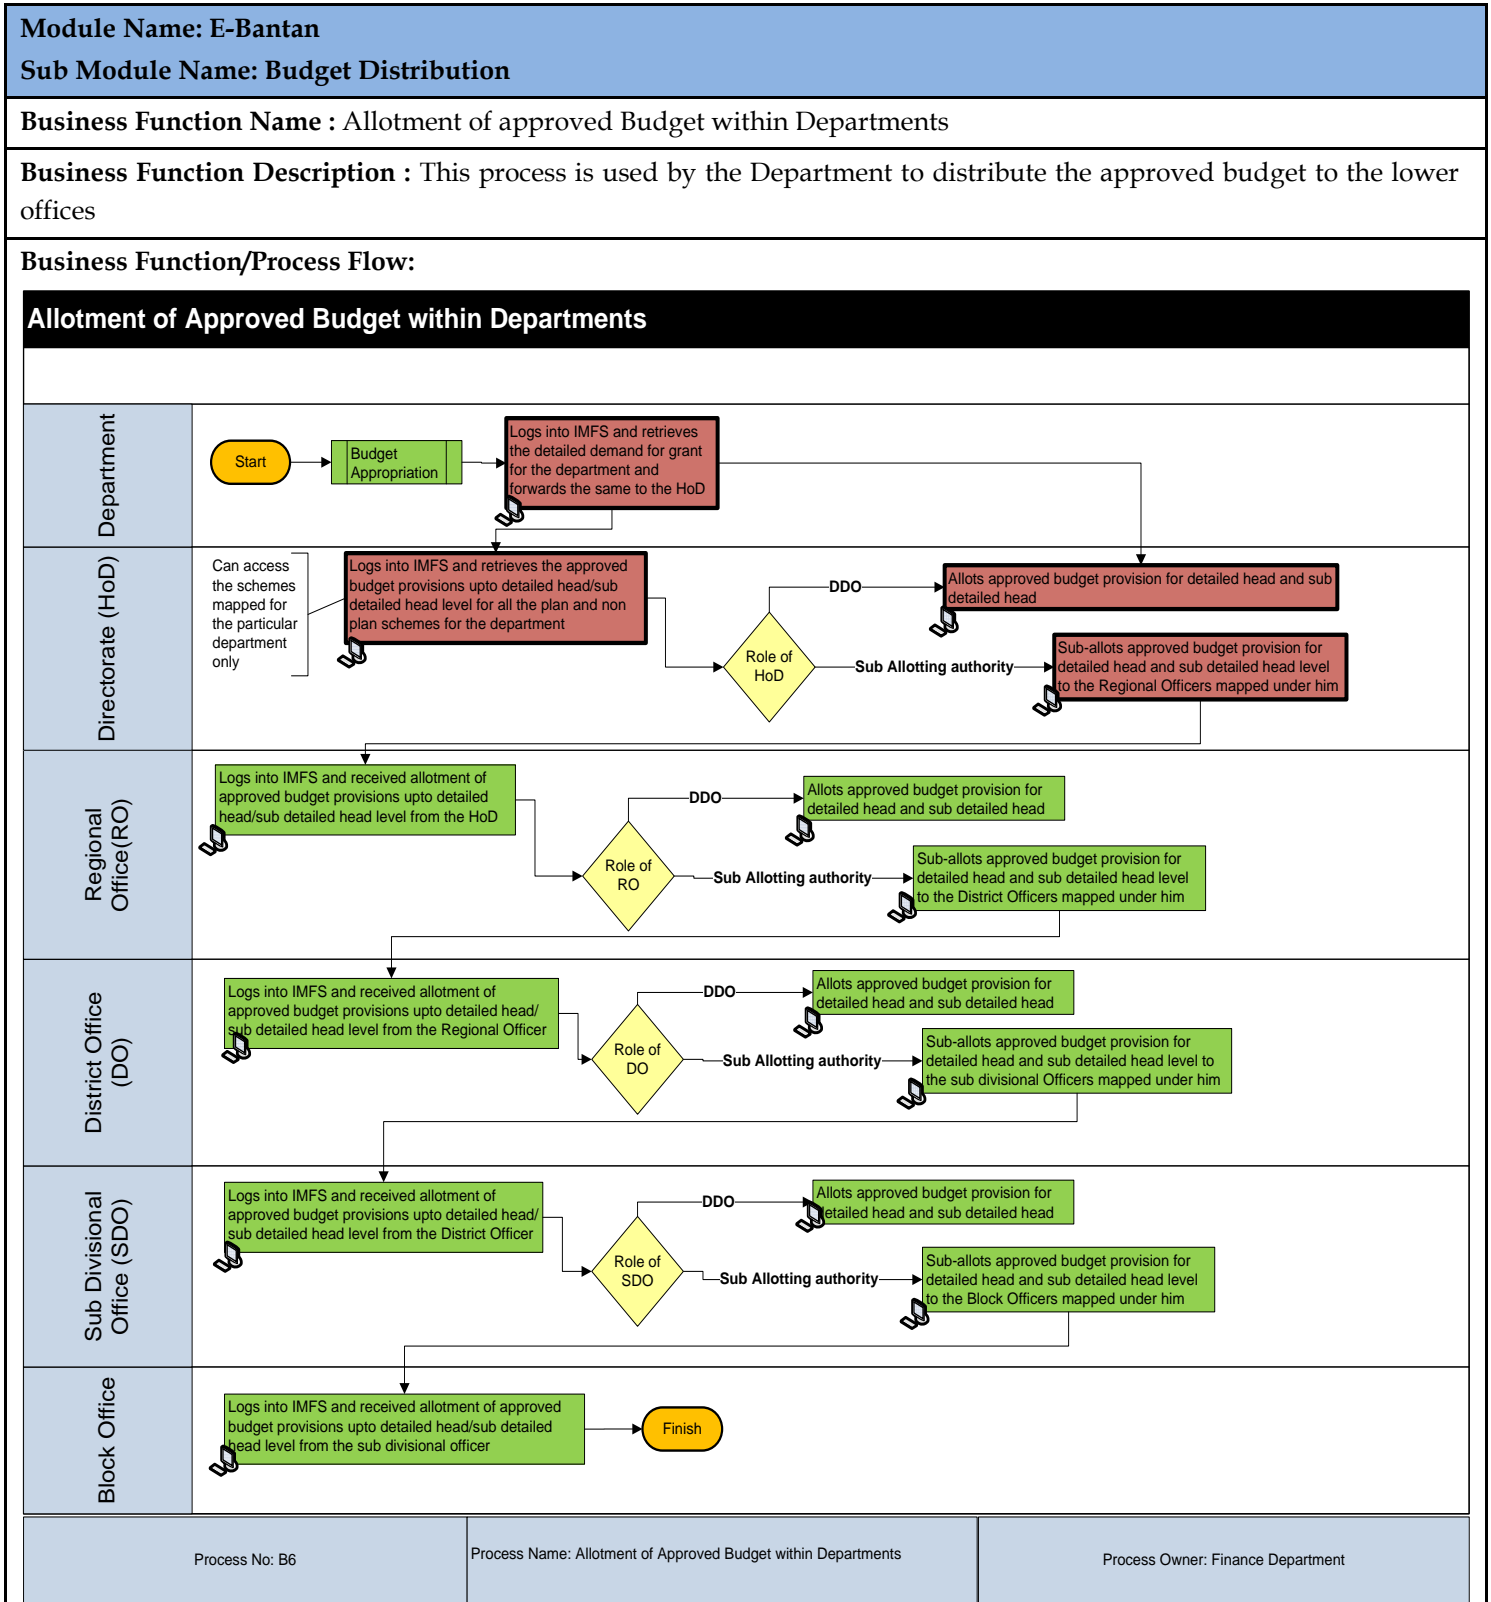 Module Name: E-Bantan
Sub Module Name: Budget Distribution
Business Function Name : Allotment of approved Budget within Departments
Business Function Description : This process is used by the Department to distribute the approved budget to the lower
offices
Business Function/Process Flow:
Allotment of Approved Budget within Departments
Department
Start
Budget
Appropriation
Logs into IMFS and retrieves
the detailed demand for grant
for the department and
forwards the same to the HoD
Directorate (HoD)
Can access
the schemes
mapped for
the particular
department
only
Logs into IMFS and retrieves the approved
budget provisions upto detailed head/sub
detailed head level for all the plan and non
plan schemes for the department
Role of
HoD
DDO
Allots approved budget provision for detailed head and sub
detailed head
Sub Allotting authority
Sub-allots approved budget provision for
detailed head and sub detailed head level
to the Regional Officers mapped under him
Regional
Office(RO)
Logs into IMFS and received allotment of
approved budget provisions upto detailed
head/sub detailed head level from the HoD
Role of
RO
DDO
Allots approved budget provision for
detailed head and sub detailed head
Sub Allotting authority
Sub-allots approved budget provision for
detailed head and sub detailed head level
to the District Officers mapped under him
District Office
(DO)
Logs into IMFS and received allotment of
approved budget provisions upto detailed head/
sub detailed head level from the Regional Officer
Role of
DO
DDO
Allots approved budget provision for
detailed head and sub detailed head
Sub Allotting authority
Sub-allots approved budget provision for
detailed head and sub detailed head level to
the sub divisional Officers mapped under him
Sub Divisional
Office (SDO)
Logs into IMFS and received allotment of
approved budget provisions upto detailed head/
sub detailed head level from the District Officer
Role of
SDO
DDO
Allots approved budget provision for
detailed head and sub detailed head
Sub Allotting authority
Sub-allots approved budget provision for
detailed head and sub detailed head level
to the Block Officers mapped under him
Block Office
Logs into IMFS and received allotment of approved
budget provisions upto detailed head/sub detailed
head level from the sub divisional officer
Finish
Process No: B6
Process Name: Allotment of Approved Budget within Departments
Process Owner: Finance Department